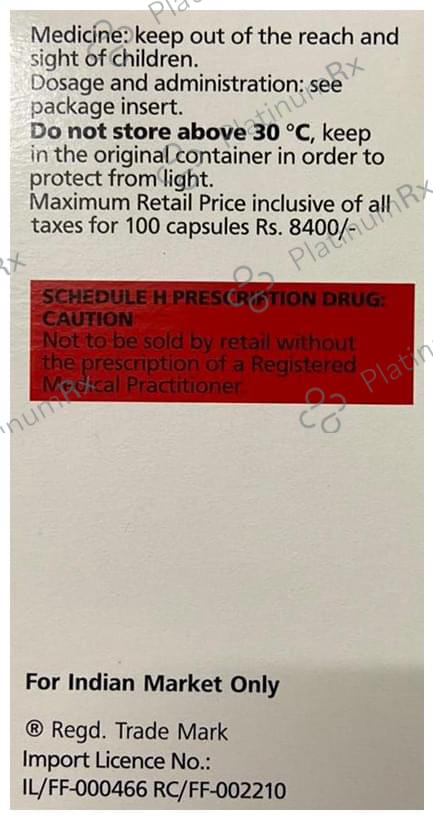 Medicine: keep out of the reach and
sight of children.
Dosage and administration: see
package insert.
Do not store above 30 °C, keep
in the original container in order to
protect from light.
Maximum Retail Price inclusive of all
taxes for 100 capsules Rs. 8400/-
SCHEDULE H PRESCRIPTION DRUG:
CAUTION
Not to be sold by retail without
the prescription of a Registered
Medical Practitioner
For Indian Market Only
® Regd. Trade Mark
Import Licence No.:
IL/FF-000466 RC/FF-002210
PlatinumRx
PlatinumRx